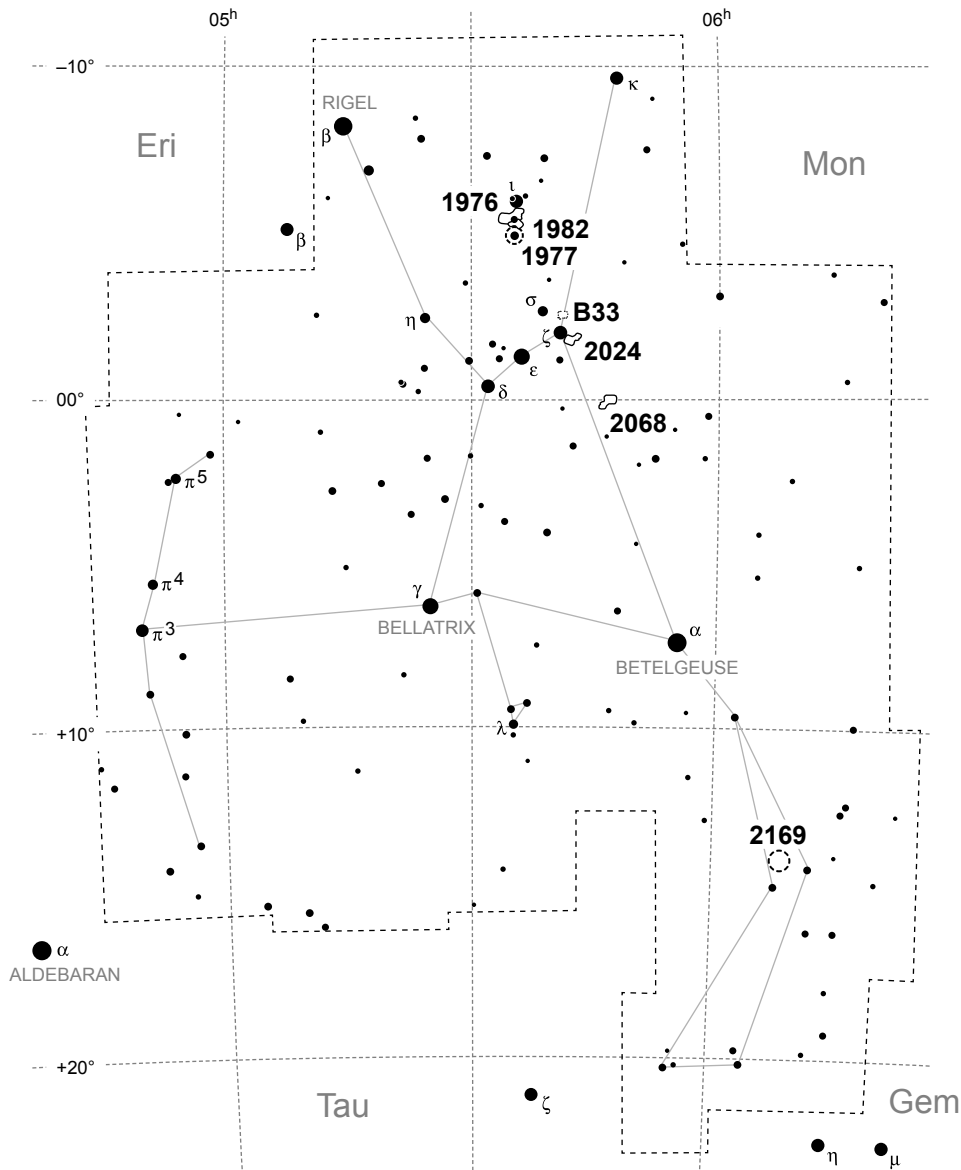 05h
06h
–10°
κ
RIGEL
β
Eri
Mon
ι
1976
1982
1977
β
σ
B33
η
ζ
2024
ε
δ
00°
2068
π5
π4
γ
π3
BELLATRIX
α
BETELGEUSE
λ
+10°
2169
α
ALDEBARAN
+20°
Tau
ζ
Gem
η
μ